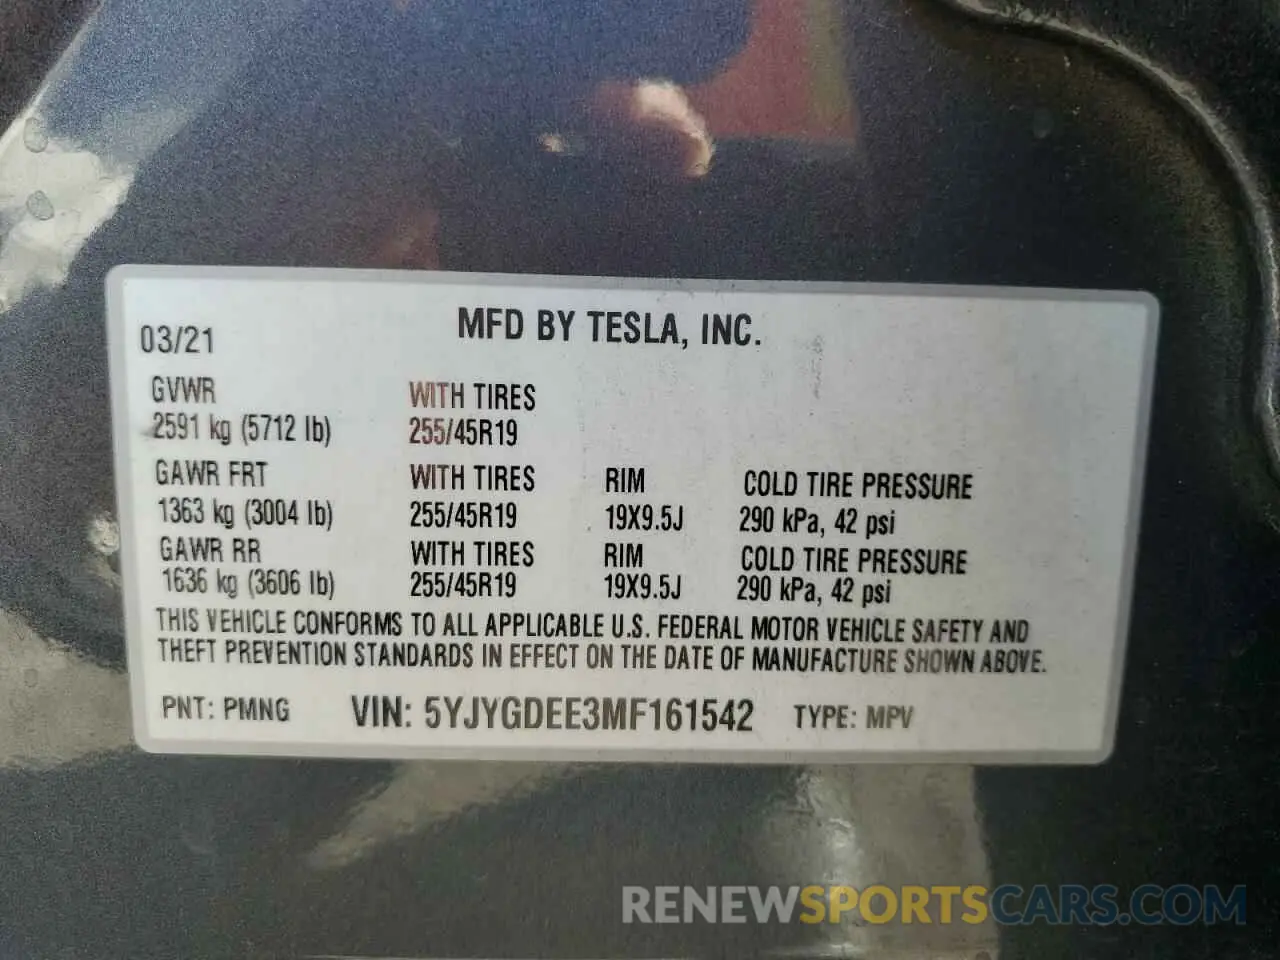 MFD BY TESLA, INC.
03/21
GVWR WITH TIRES
2591 kg (5712 lb) 255/45R19
GAWR FRT WITH TIRES RIM COLD TIRE PRESSURE
1363 kg (3004 lb) 255/45R19 19X9.5J 290 kPa, 42 psi
GAWR RR WITH TIRES RIM COLD TIRE PRESSURE
1636 kg (3606 lb) 255/45R19 19X9.5J 290 kPa, 42 psi
THIS VEHICLE CONFORMS TO ALL APPLICABLE U.S. FEDERAL MOTOR VEHICLE SAFETY AND
THEFT PREVENTION STANDARDS IN EFFECT ON THE DATE OF MANUFACTURE SHOWN ABOVE.
PNT: PMNG VIN: 5YJYGDEE3MF161542 TYPE: MPV
RENEWSPORTSCARS.COM